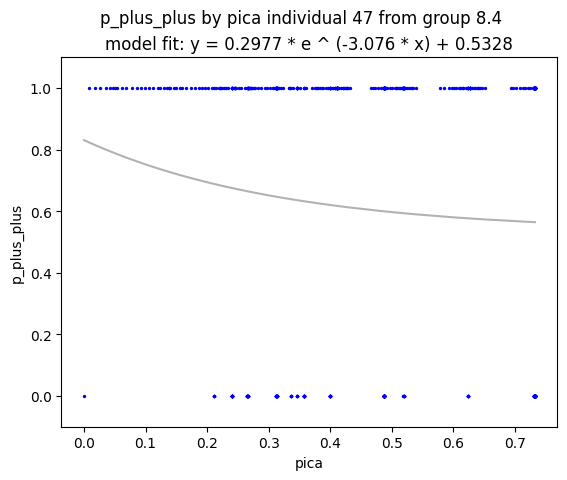 p_plus_plus by pica individual 47 from group 8.4
model fit: y = 0.2977 * e ^ (-3.076 * x) + 0.5328
1.0
0.8
0.6
0.4
0.2
0.0
p_plus_plus
0.0 0.1 0.2 0.3 0.4 0.5 0.6 0.7
pica